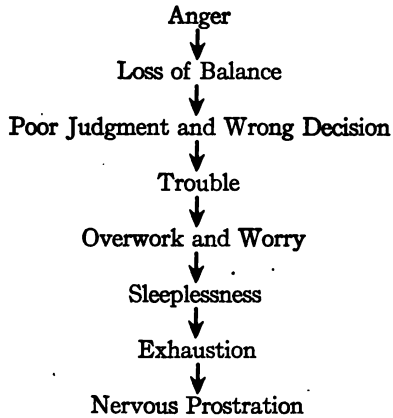 Anger
Loss of Balance
Poor Judgment and Wrong Decision
Trouble
Overwork and Worry
Sleeplessness
Exhaustion
Nervous Prostration